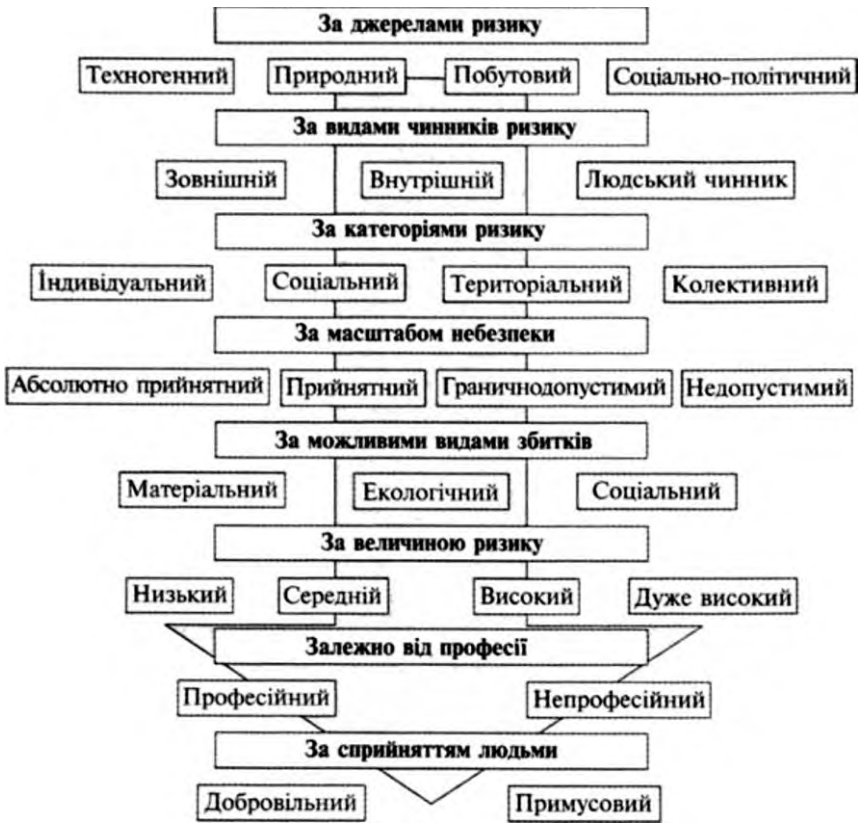 За джерелами ризику
Техногенний Природний Побутовий Соціально-політичний
За видами чинників ризику
Зовнішній Внутрішній Людський чинник
За категоріями ризику
Індивідуальний Соціальний Територіальний Колективний
За масштабом небезпеки
Абсолютно прийнятний Прийнятний Граничнодопустимий Недопустимий
За можливими видами збитків
Матеріальний Екологічний Соціальний
За величиною ризику
Низький Середній Високий Дуже високий
Залежно від професії
Професійний Непрофесійний
За сприйняттям людьми
Добровільний Примусовий